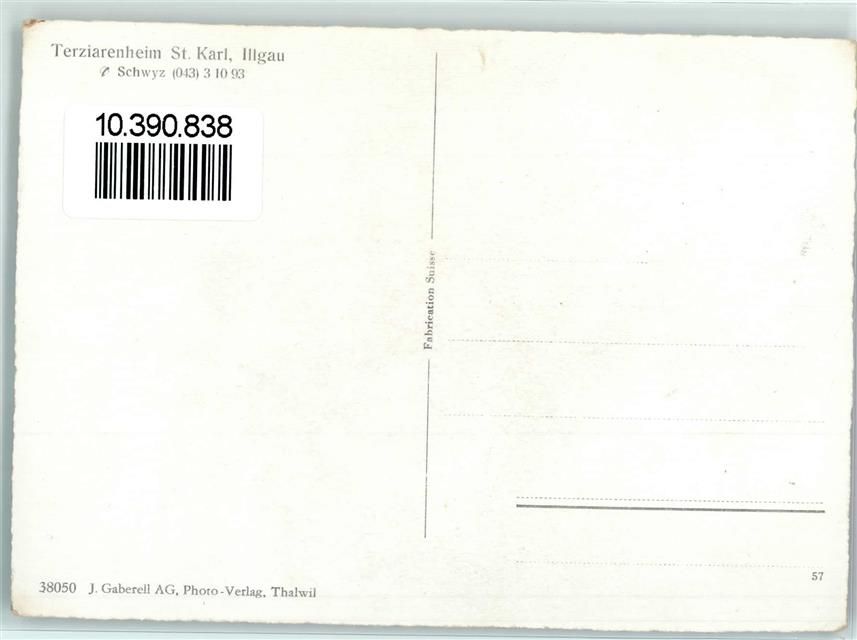 Terziarenheim St. Karl, Illgau
✆ Schwyz (043) 3 10 93
10.390.838
Fabrication Suisse
57
38050 J. Gaberell AG, Photo-Verlag, Thalwil